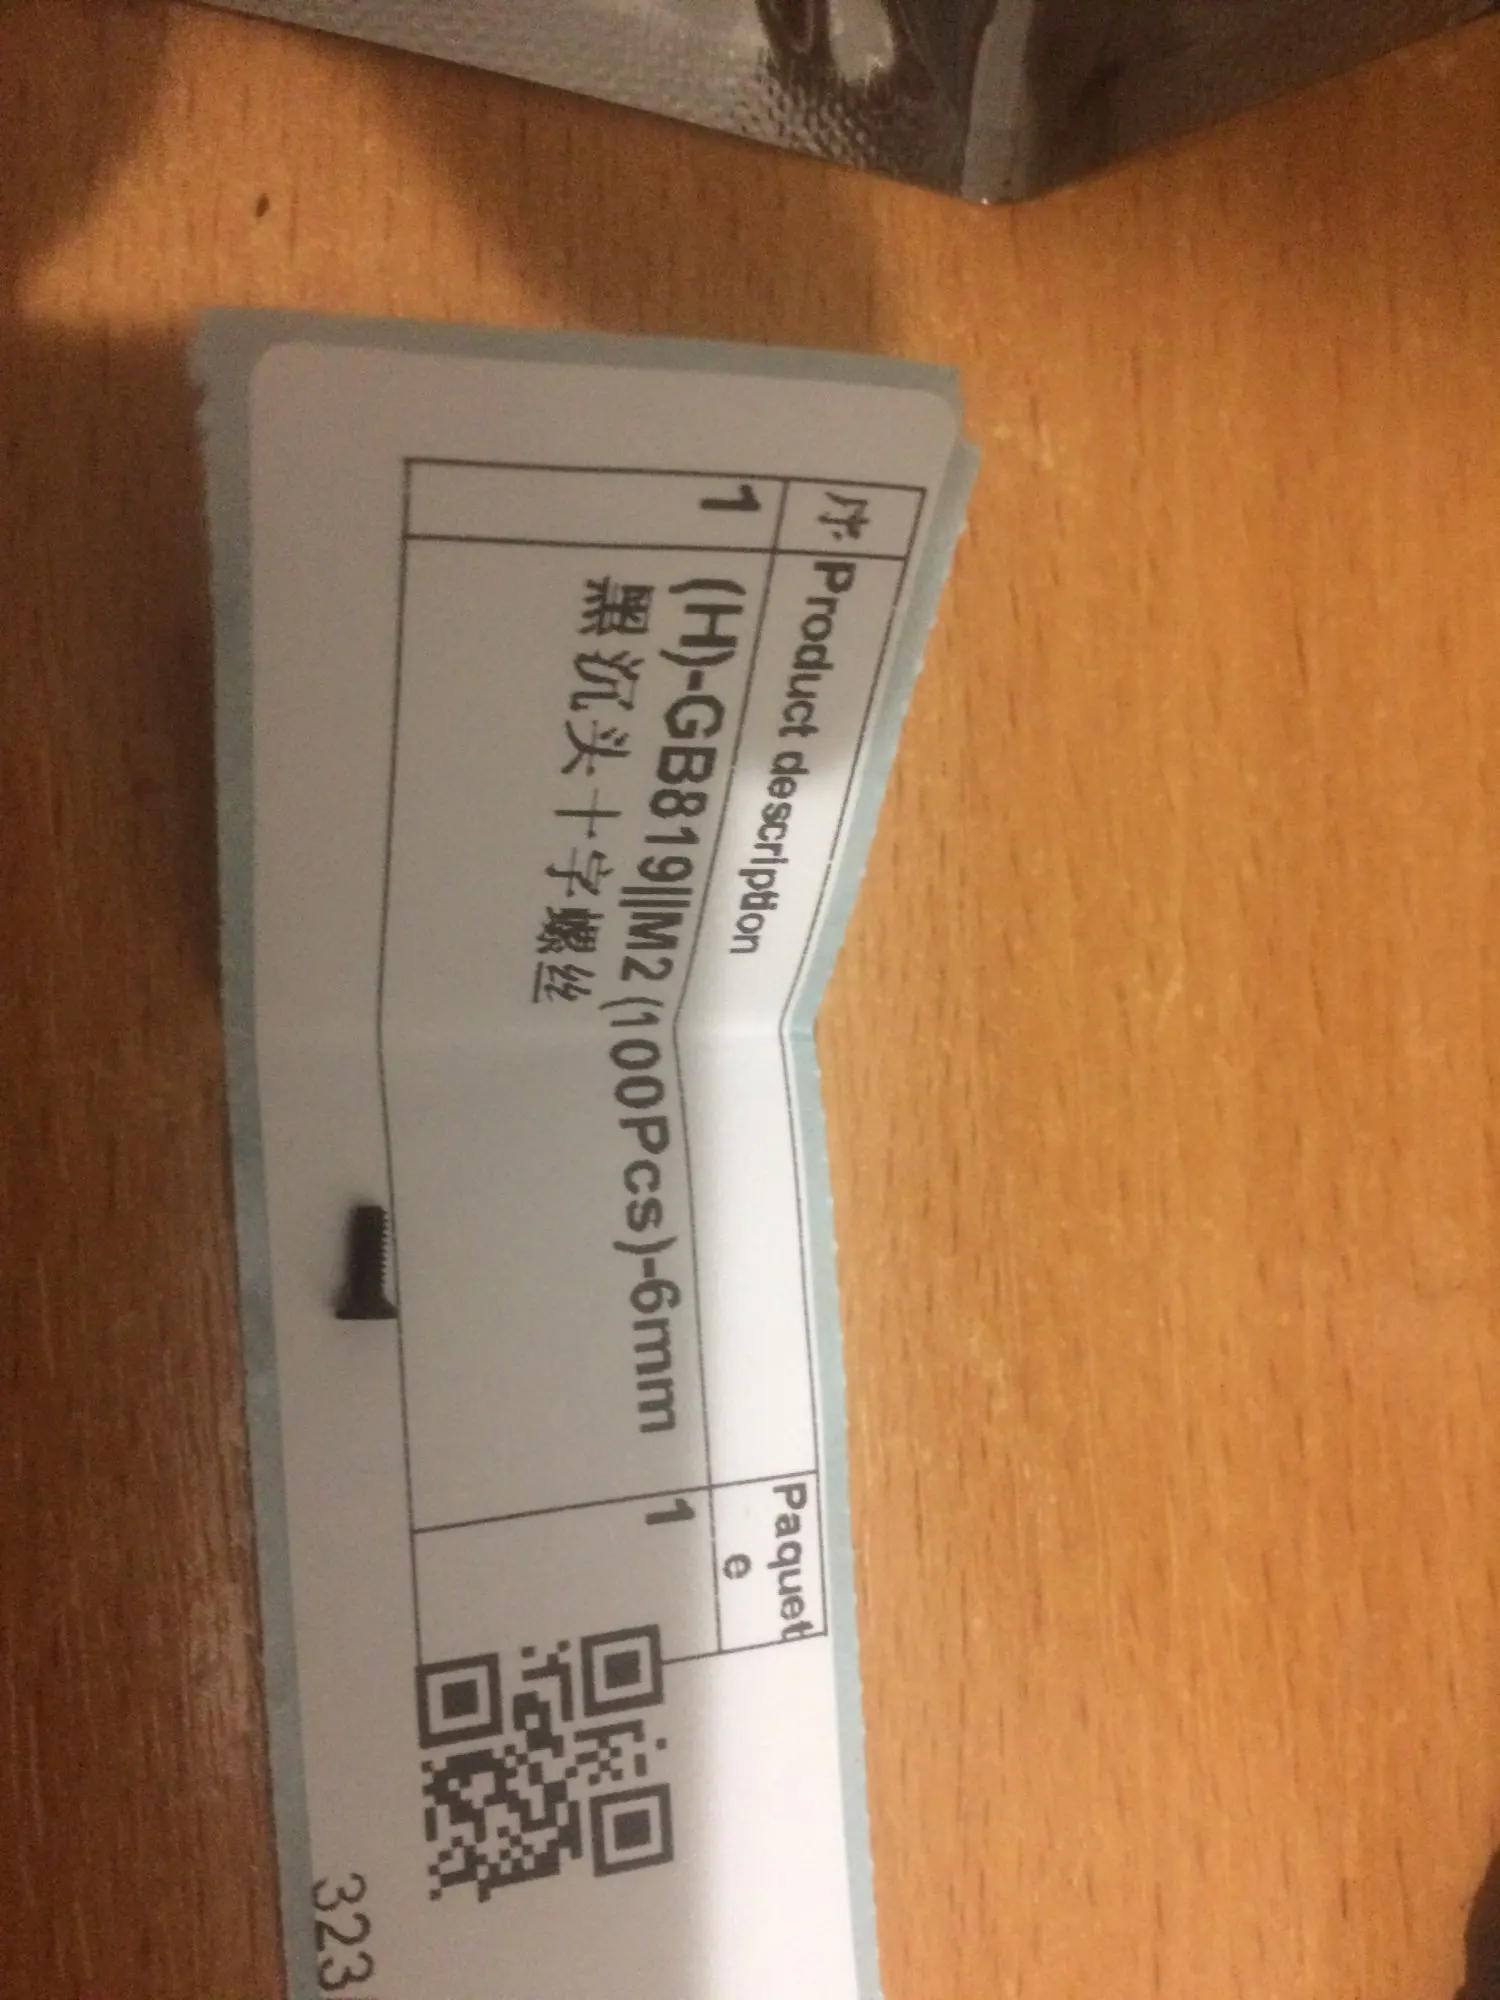 序 Product description Paquet
e
1 (H)-GB819||M2 (100Pcs)-6mm 1
黑沉头十字螺丝
323